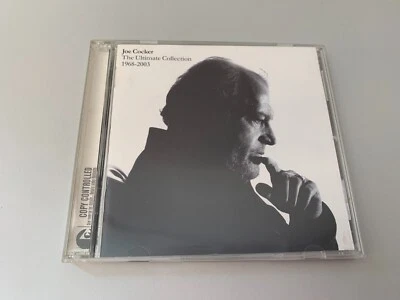 Joe Cocker
The Ultimate Collection
1968-2003
COPY CONTROLLED